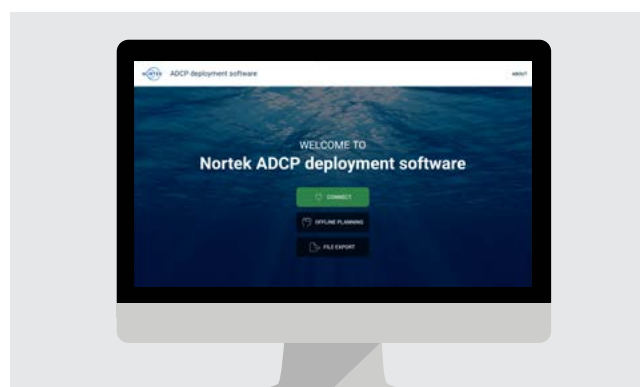 NORTEK
ADCP deployment software
ABOUT
WELCOME TO
Nortek ADCP deployment software
CONNECT
OFFLINE PLANNING
FILE EXPORT